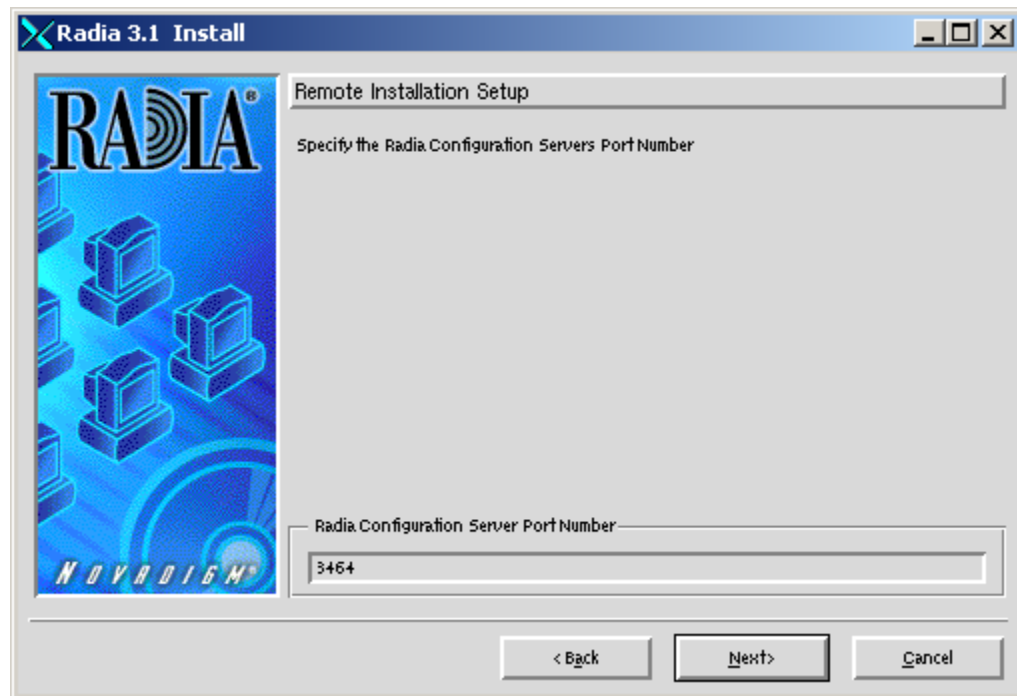 Radia 3.1 Install
RADIA®
Remote Installation Setup
Specify the Radia Configuration Servers Port Number
Radia Configuration Server Port Number
3464
NOVADIGM®
< Back
Next>
Cancel